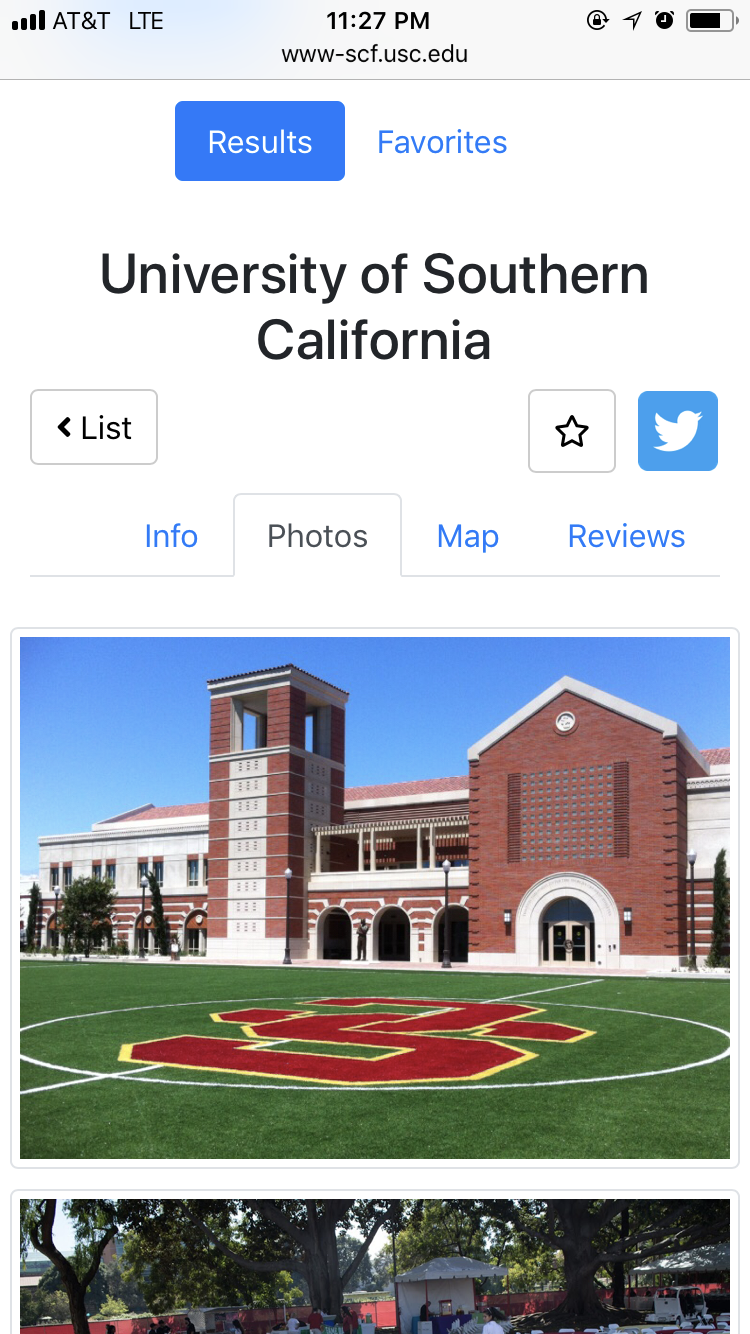 AT&T LTE 11:27 PM
www-scf.usc.edu
Results Favorites
University of Southern
California
List
Info Photos Map Reviews